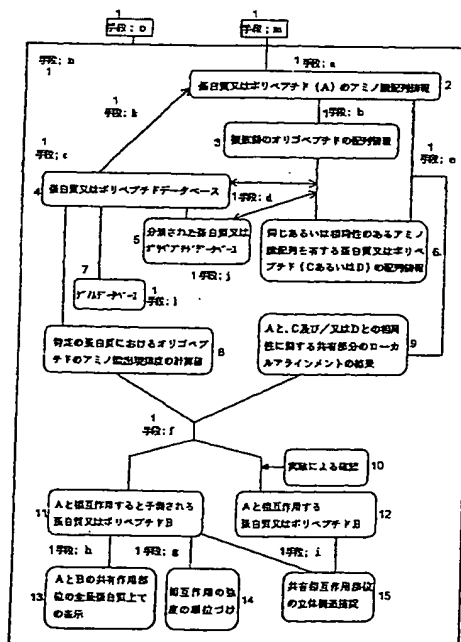 1
手段; o
1
手段; m
手段; n
1
1手段; a
蛋白質又はポリペプチド (A) のアミノ酸配列情報
2
1
手段; k
1手段; b
1
手段; e
3
複数個のオリゴペプチドの配列情報
1
手段; c
4
蛋白質又はポリペプチドデータベース
1
手段; d
5
分類された蛋白質又は
ポリペプチドデータベース
同じあるいは相同性のあるアミノ
酸配列を有する蛋白質又はポリペ
プチド (CあるいはD) の配列情報
6
1手段; j
7
ゲノムデータベース
1
手段; l
特定の蛋白質におけるオリゴペプ
チドのアミノ酸出現頻度の計算値
8
Aと、C及び/又はDとの相同
性に関する共有部分のローカ
ルアラインメントの結果
9
1
手段; f
実験による確認
10
11
Aと相互作用すると予測される
蛋白質又はポリペプチドB
Aと相互作用する
蛋白質又はポリペプチドB
12
1手段; h
1手段; g
1手段; i
13
AとBの共有作用部
位の全長蛋白質上で
の表示
相互作用の強
度の順位づけ
14
共有相互作用部位
の立体構造推定
15